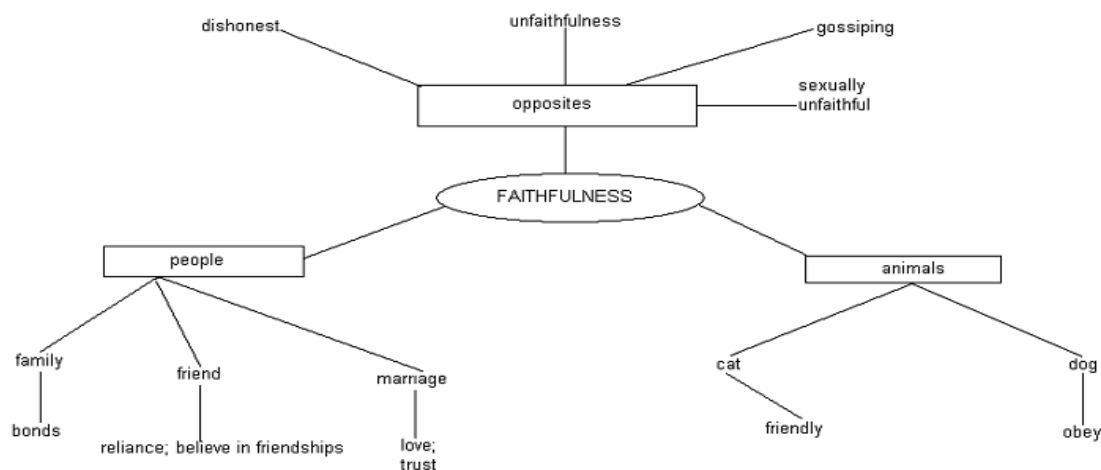 unfaithfulness
dishonest
gossiping
sexually
unfaithful
opposites
FAITHFULNESS
people
animals
family
friend
marriage
cat
dog
bonds
reliance; believe in friendships
love;
trust
friendly
obey